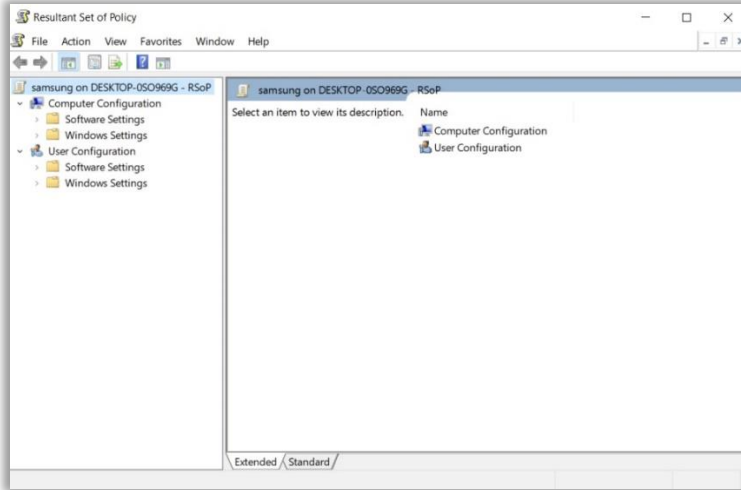 Resultant Set of Policy
File Action View Favorites Window Help
samsung on DESKTOP-0SO969G - RSoP
Computer Configuration
Software Settings
Windows Settings
User Configuration
Software Settings
Windows Settings
samsung on DESKTOP-0SO969G - RSoP
Select an item to view its description.
Name
Computer Configuration
User Configuration
Extended Standard